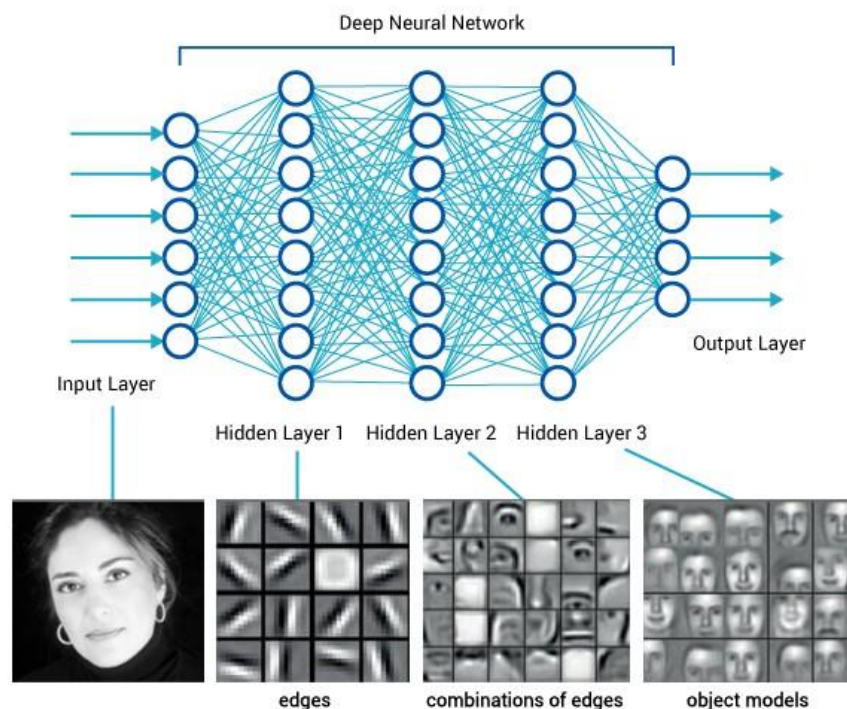 Deep Neural Network
Output Layer
Input Layer
Hidden Layer 1
Hidden Layer 2
Hidden Layer 3
edges
combinations of edges
object models